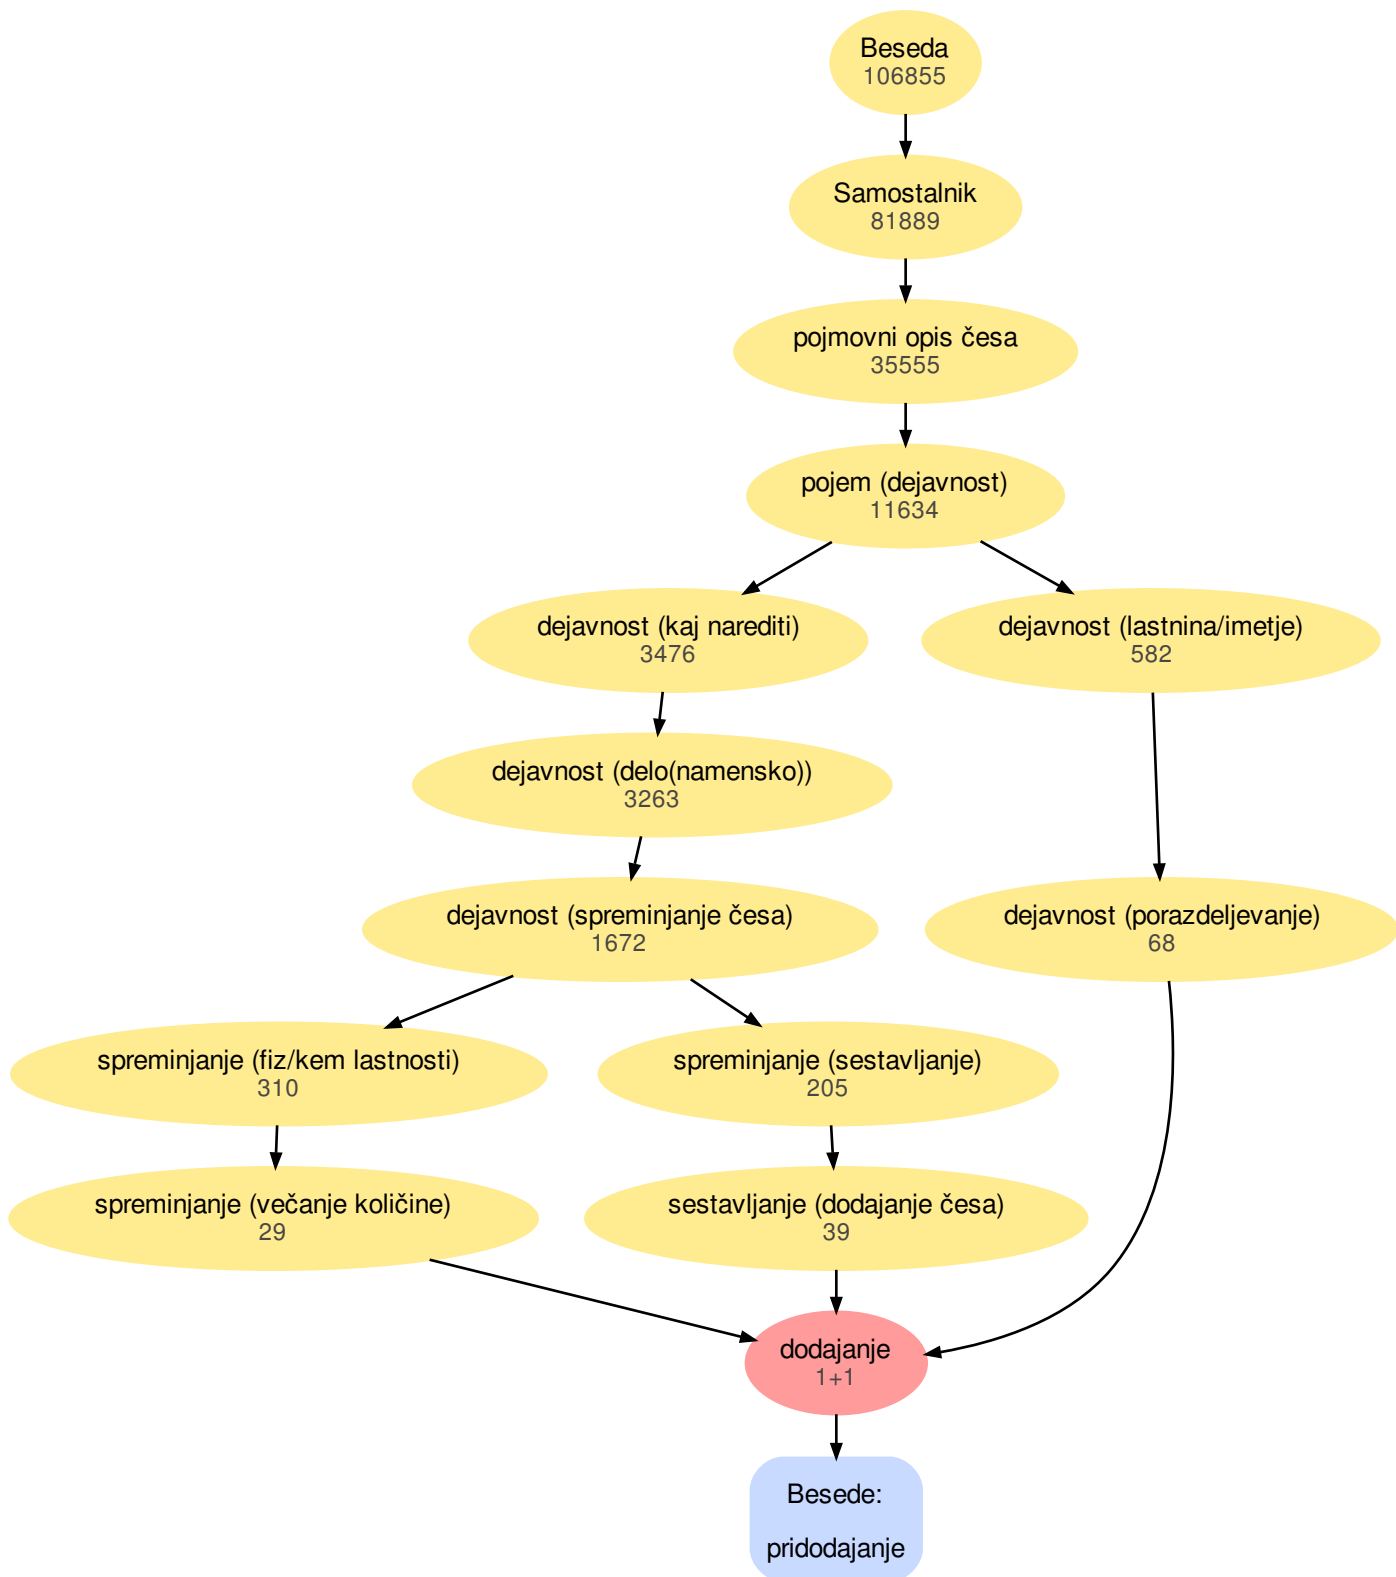 Beseda
106855
Samostalnik
81889
pojmovni opis česa
35555
pojem (dejavnost)
11634
dejavnost (kaj narediti)
3476
dejavnost (lastnina/imetje)
582
dejavnost (delo(namensko))
3263
dejavnost (spreminjanje česa)
1672
dejavnost (porazdeljevanje)
68
spreminjanje (fiz/kem lastnosti)
310
spreminjanje (sestavljanje)
205
spreminjanje (večanje količine)
29
sestavljanje (dodajanje česa)
39
dodajanje
1+1
Besede:
pridodajanje